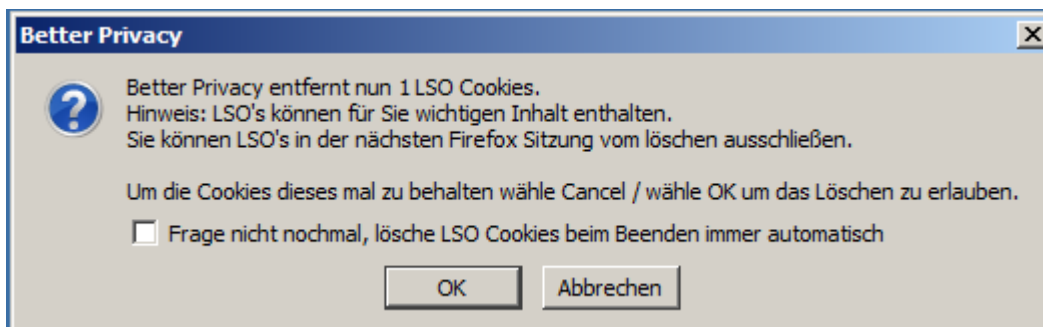 Better Privacy
Better Privacy entfernt nun 1 LSO Cookies.
Hinweis: LSO's können für Sie wichtigen Inhalt enthalten.
Sie können LSO's in der nächsten Firefox Sitzung vom löschen ausschließen.
Um die Cookies dieses mal zu behalten wähle Cancel / wähle OK um das Löschen zu erlauben.
Frage nicht nochmal, lösche LSO Cookies beim Beenden immer automatisch
OK Abbrechen